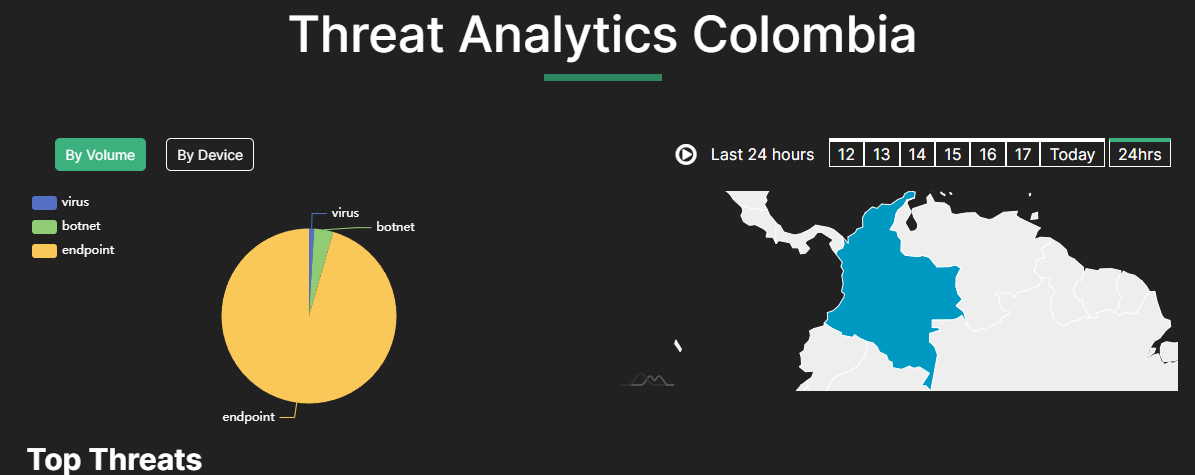 Threat Analytics Colombia
By Volume
By Device
Last 24 hours
12
13
14
15
16
17
Today
24hrs
virus
botnet
endpoint
virus
botnet
endpoint
Top Threats